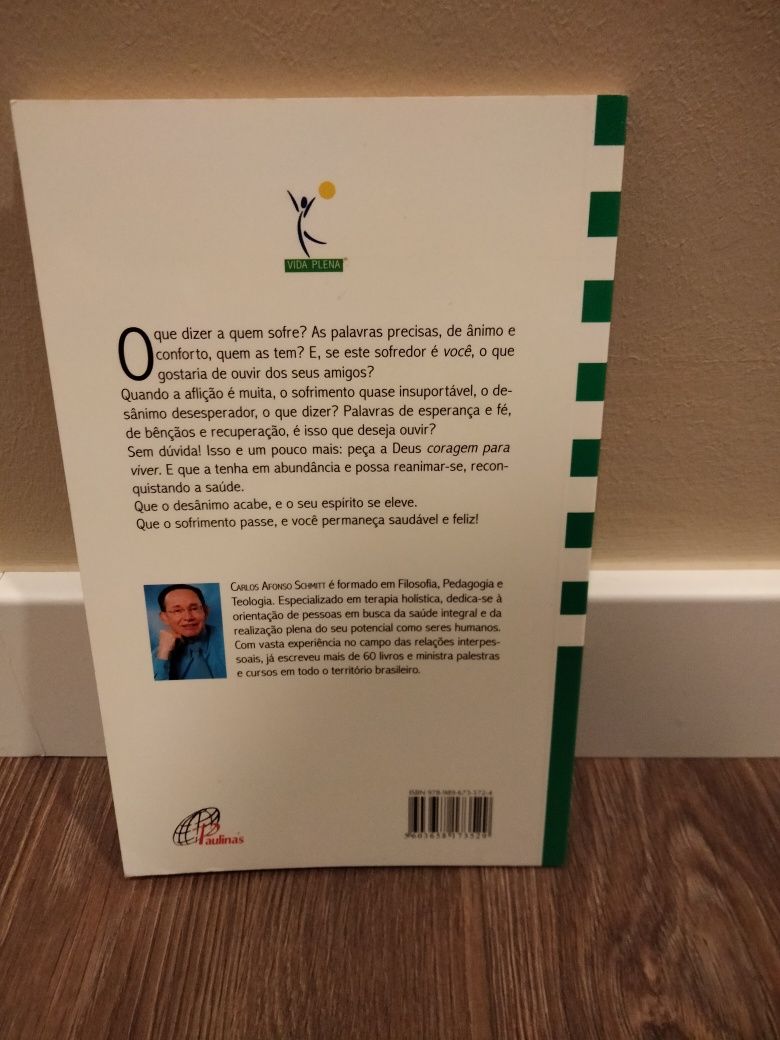 VIDA PLENA
O que dizer a quem sofre? As palavras precisas, de ânimo e
conforto, quem as tem? E, se este sofredor é você, o que
gostaria de ouvir dos seus amigos?
Quando a aflição é muita, o sofrimento quase insuportável, o de-
sânimo desesperador, o que dizer? Palavras de esperança e fé,
de bênçãos e recuperação, é isso que deseja ouvir?
Sem dúvida! Isso e um pouco mais: peça a Deus coragem para
viver. E que a tenha em abundância e possa reanimar-se, recon-
quistando a saúde.
Que o desânimo acabe, e o seu espírito se eleve.
Que o sofrimento passe, e você permaneça saudável e feliz!
CARLOS AFONSO SCHMITT é formado em Filosofia, Pedagogia e
Teologia. Especializado em terapia holística, dedica-se à
orientação de pessoas em busca da saúde integral e da
realização plena do seu potencial como seres humanos.
Com vasta experiência no campo das relações interpes-
soais, já escreveu mais de 60 livros e ministra palestras
e cursos em todo o território brasileiro.
Paulinas
ISBN 978-989-673-372-4
5603658173520